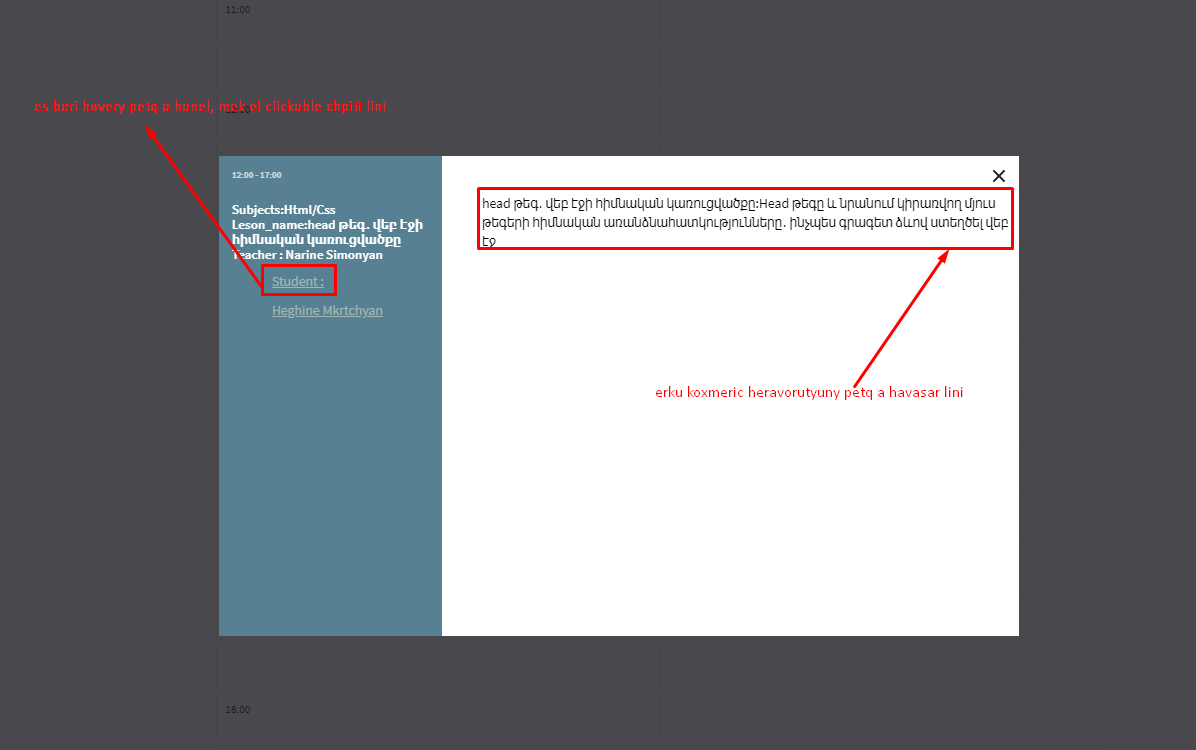 11:00
es bari hovery petq a hanel, mek el clickable chpiti lini
12:00 - 17:00
Subjects:Html/Css
Leson_name:head թեգ. վեբ էջի
հիմնական կառուցվածքը
Teacher : Narine Simonyan
Student :
Heghine Mkrtchyan
head թեգ. վեբ էջի հիմնական կառուցվածքը:Head թեգը և նրանում կիրառվող մյուս
թեգերի հիմնական առանձնահատկությունները. ինչպես գրագետ ձևով ստեղծել վեբ
էջ
erku koxmeric heravorutyuny petq a havasar lini
18:00